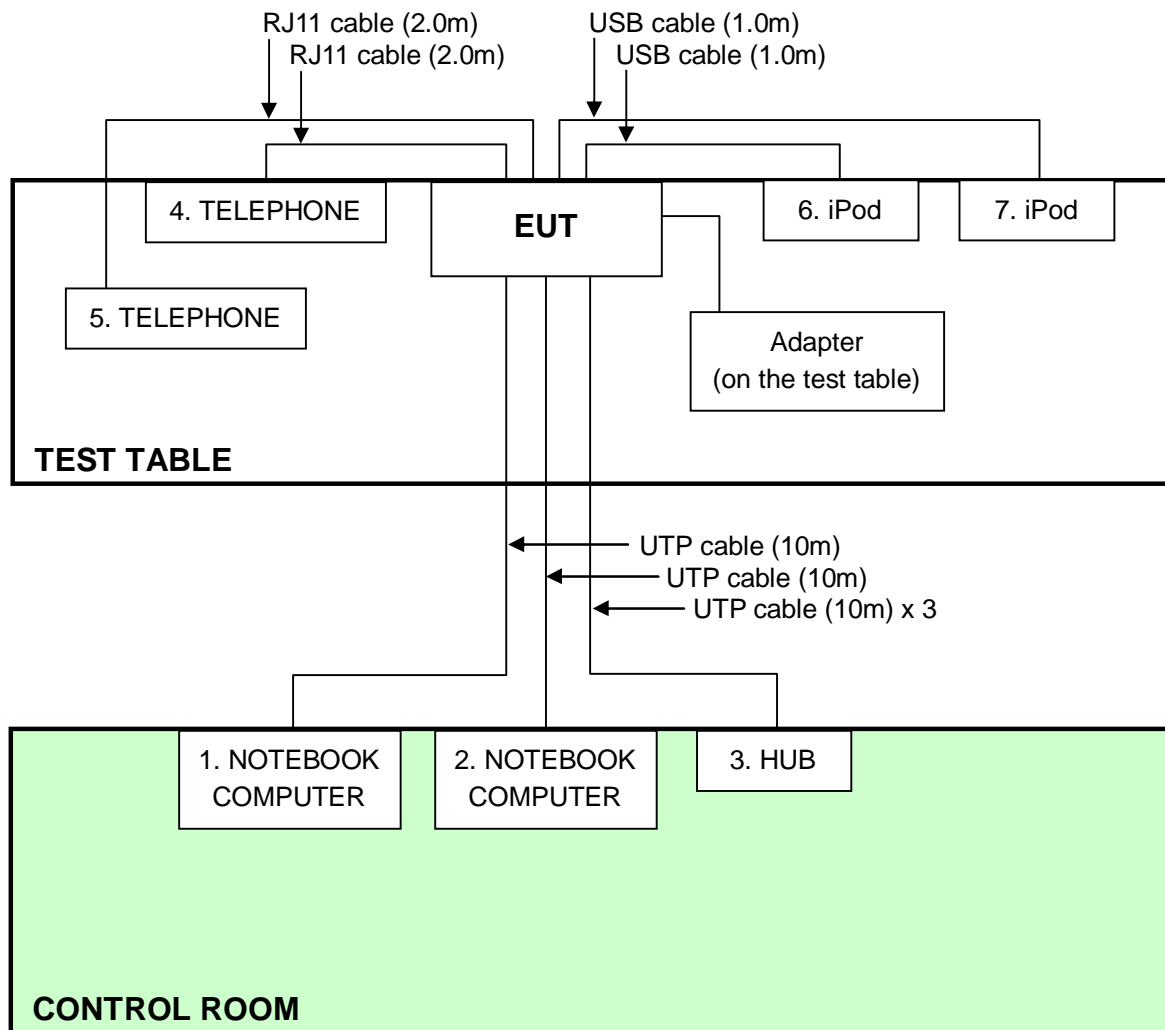 RJ11 cable (2.0m)
USB cable (1.0m)
RJ11 cable (2.0m)
USB cable (1.0m)
4. TELEPHONE
EUT
6. iPod
7. iPod
5. TELEPHONE
Adapter
(on the test table)
TEST TABLE
UTP cable (10m)
UTP cable (10m)
UTP cable (10m) x 3
1. NOTEBOOK
COMPUTER
2. NOTEBOOK
COMPUTER
3. HUB
CONTROL ROOM